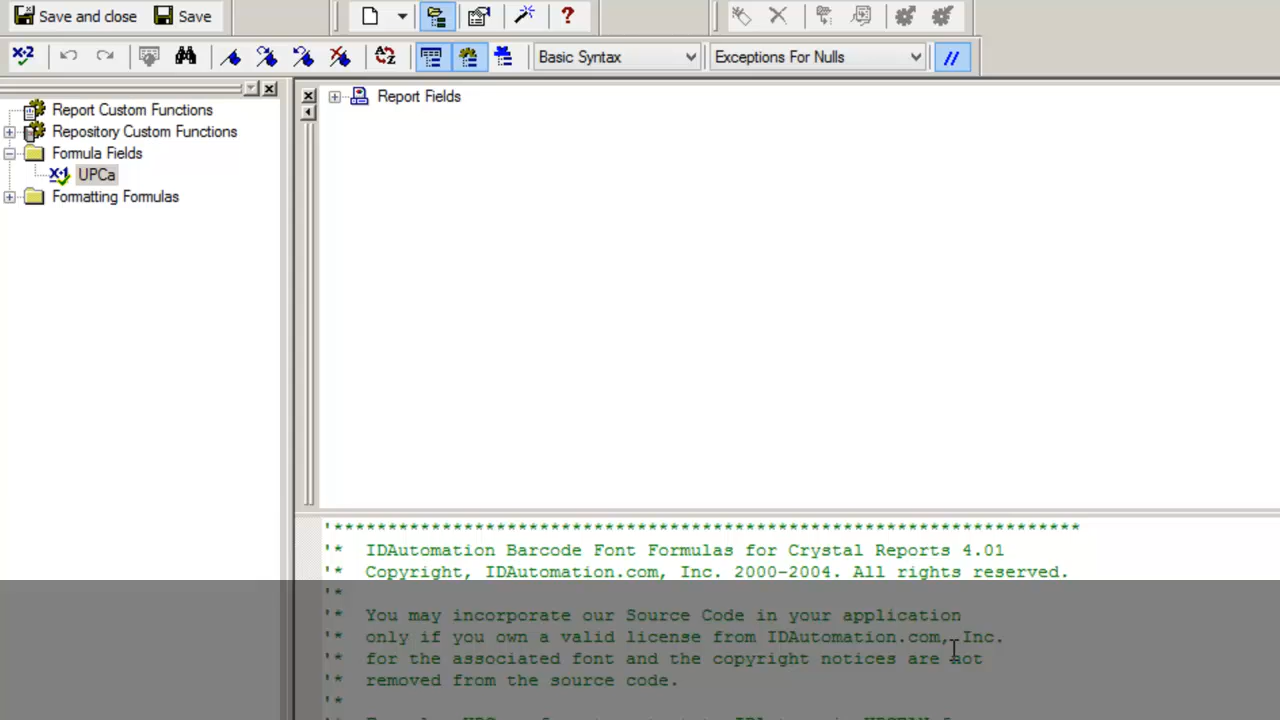 Save and close Save
Basic Syntax Exceptions For Nulls
Report Custom Functions
Repository Custom Functions
Formula Fields
UPCa
Formatting Formulas
Report Fields
'*********************************************************************
'* IDAutomation Barcode Font Formulas for Crystal Reports 4.01
'* Copyright, IDAutomation.com, Inc. 2000-2004. All rights reserved.
'*
'* You may incorporate our Source Code in your application
'* only if you own a valid license from IDAutomation.com, Inc.
'* for the associated font and the copyright notices are not
'* removed from the source code.
'*